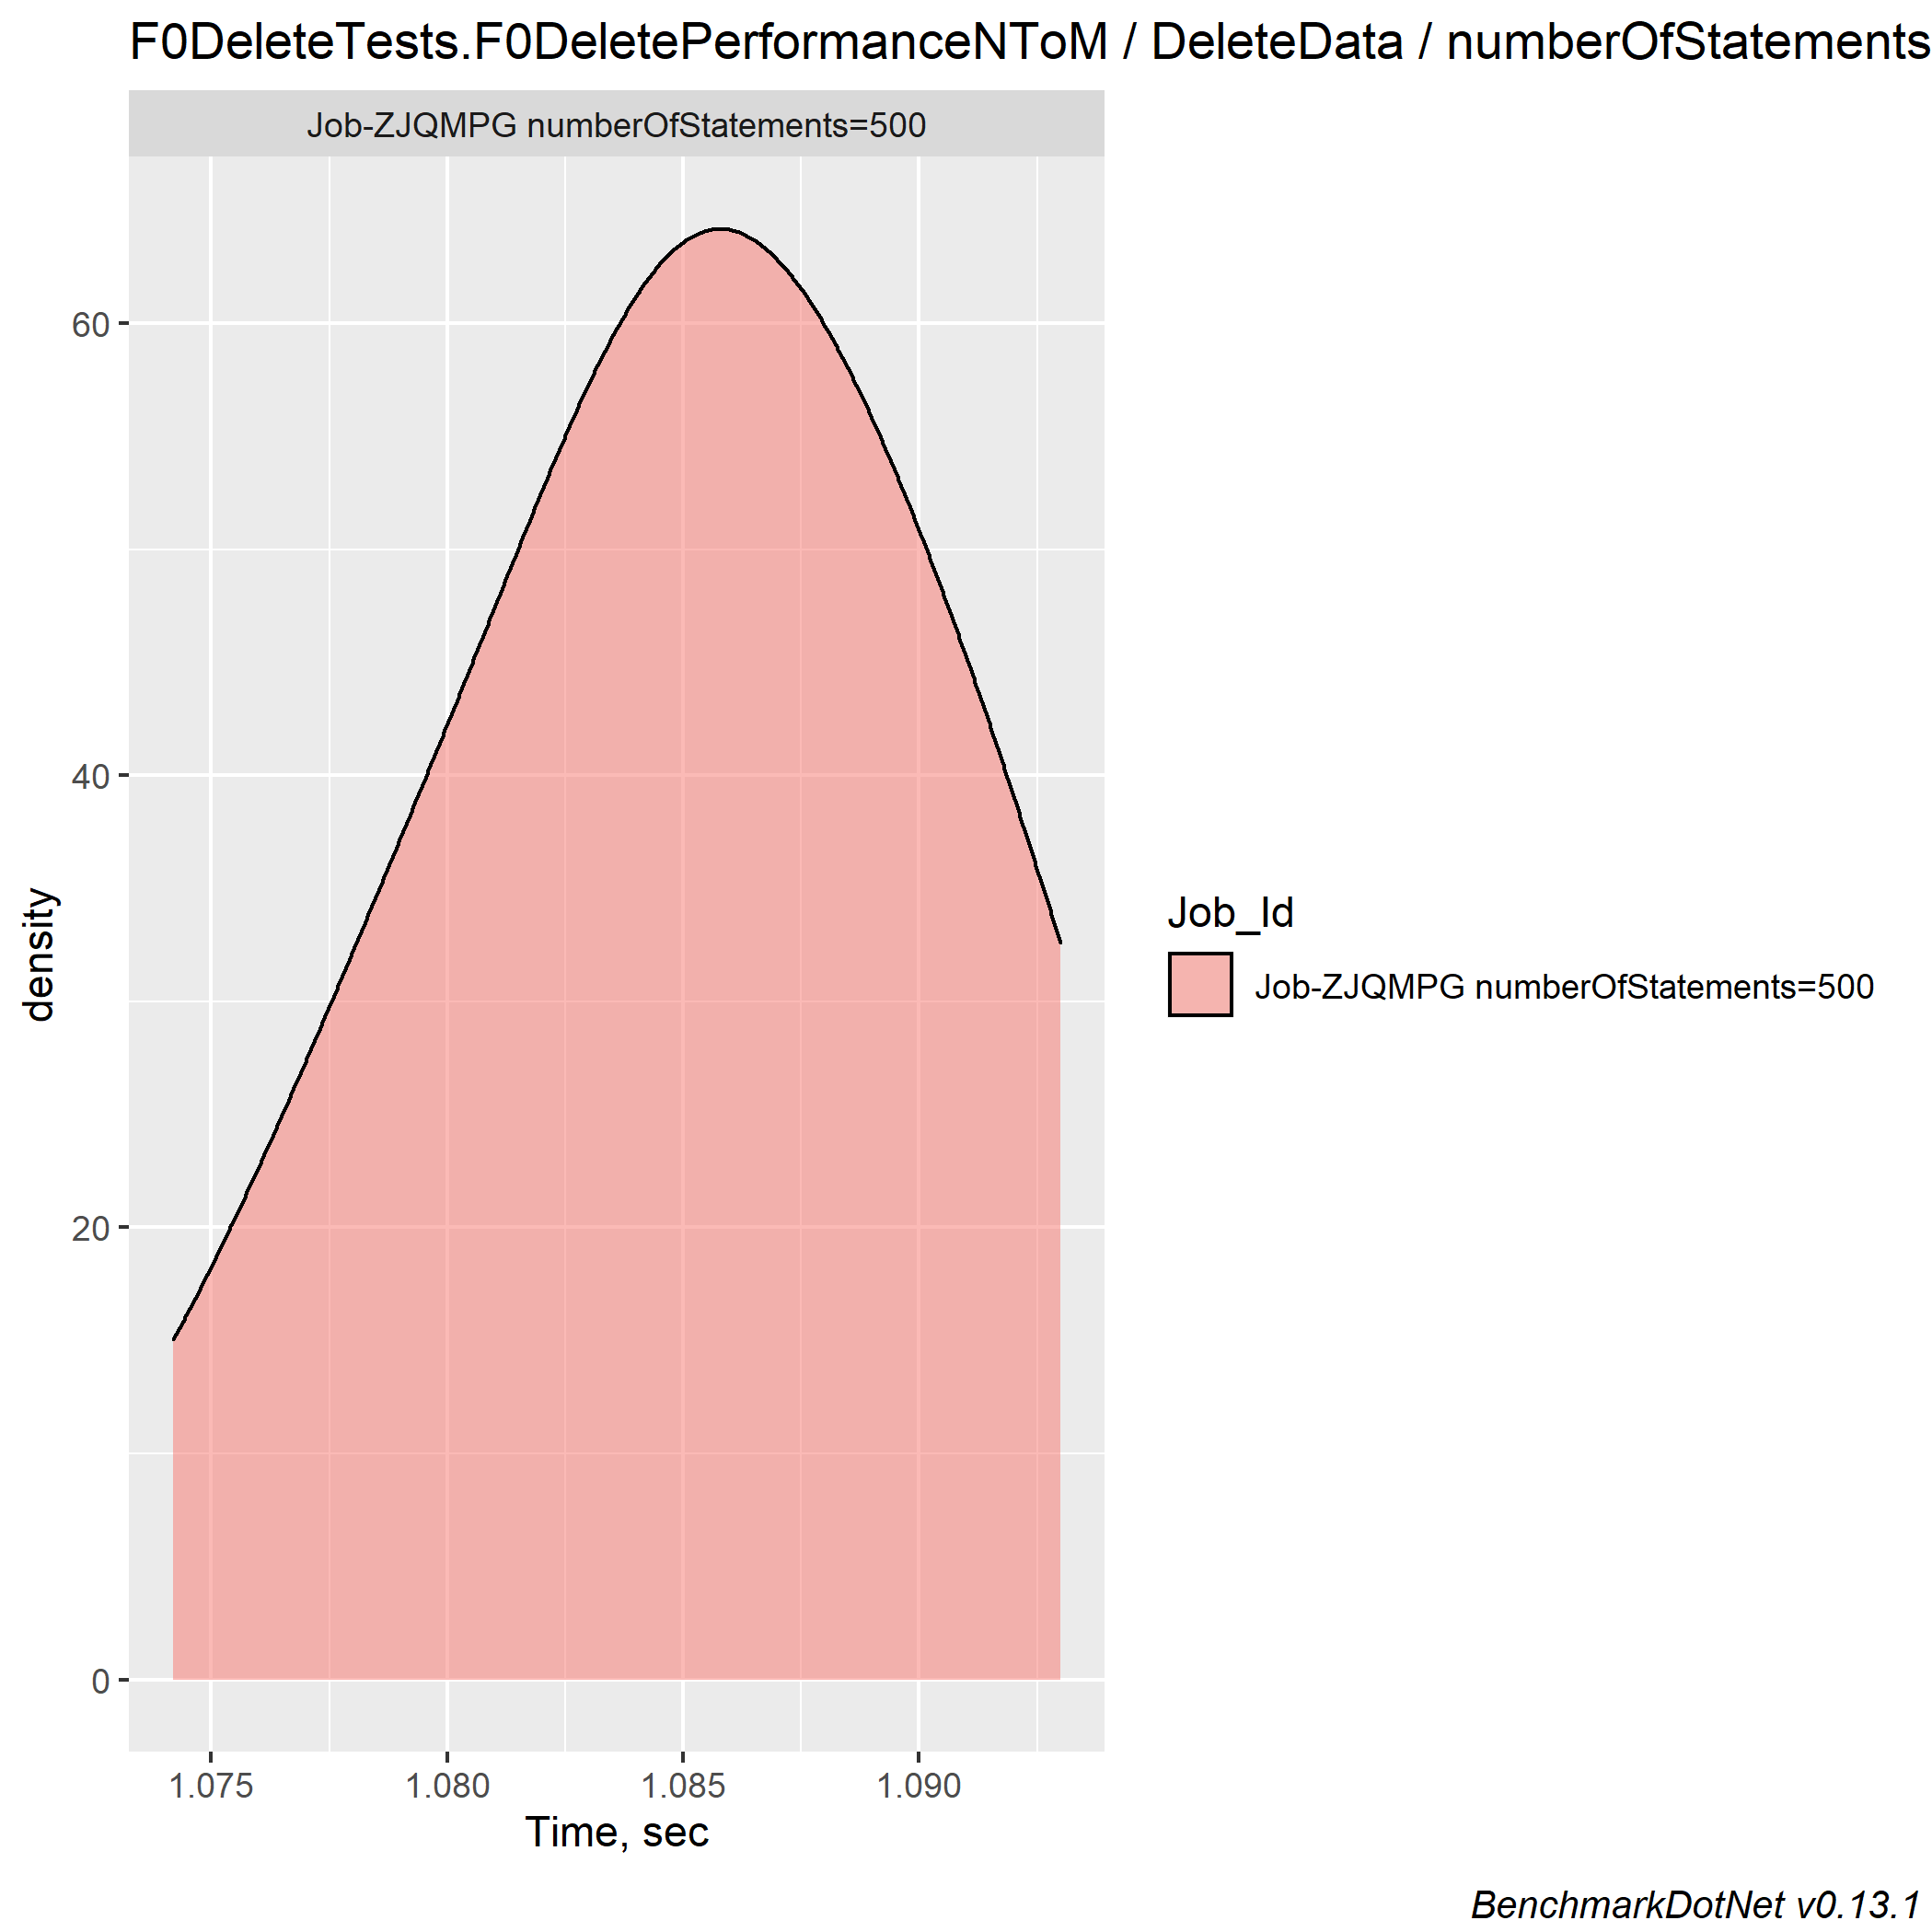 F0DeleteTests.F0DeletePerformanceNToM / DeleteData / numberOfStatements
Job-ZJQMPG numberOfStatements=500
60
40
20
0
density
1.075 1.080 1.085 1.090
Time, sec
Job_Id
Job-ZJQMPG numberOfStatements=500
BenchmarkDotNet v0.13.1